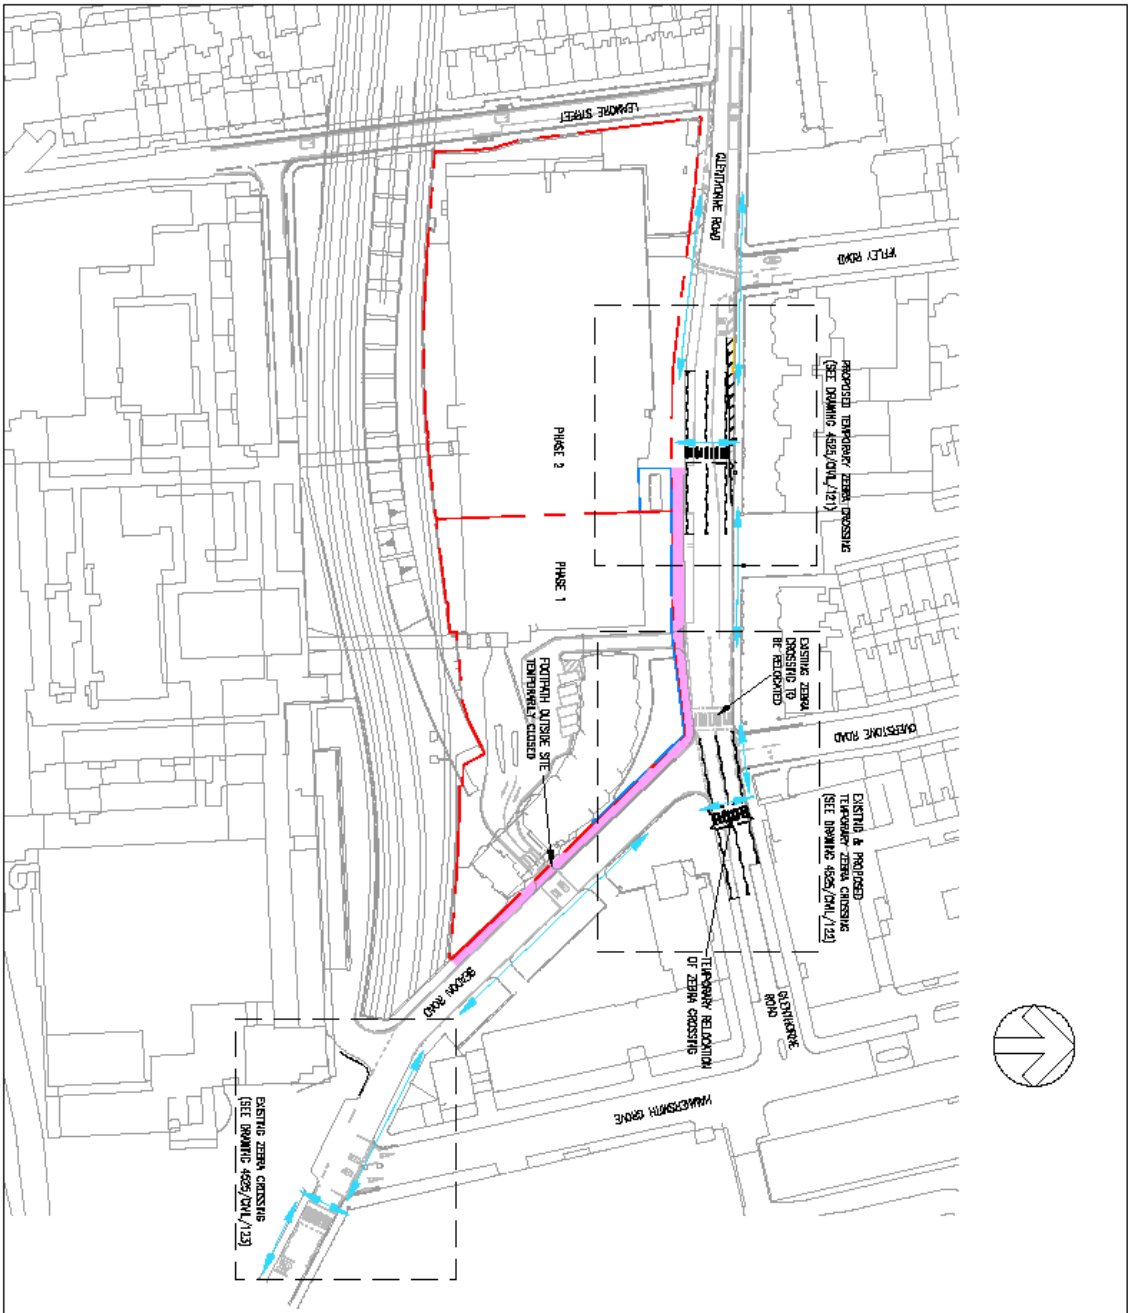 LEAMORE STREET
GLENTHORNE ROAD
IFFLEY ROAD
PROPOSED TEMPORARY ZEBRA CROSSING
(SEE DRAWING 4525/CIVIL/121)
PHASE 2
PHASE 1
EXISTING ZEBRA
CROSSING TO
BE RELOCATED
FOOTPATH OUTSIDE SITE
TEMPORARILY CLOSED
OVERSTONE ROAD
EXISTING & PROPOSED
TEMPORARY ZEBRA CROSSING
(SEE DRAWING 4525/CIVIL/122)
TEMPORARY RELOCATION
OF ZEBRA CROSSING
GLENTHORNE
ROAD
BEADON ROAD
HAMMERSMITH GROVE
EXISTING ZEBRA CROSSING
(SEE DRAWING 4525/CIVIL/123)